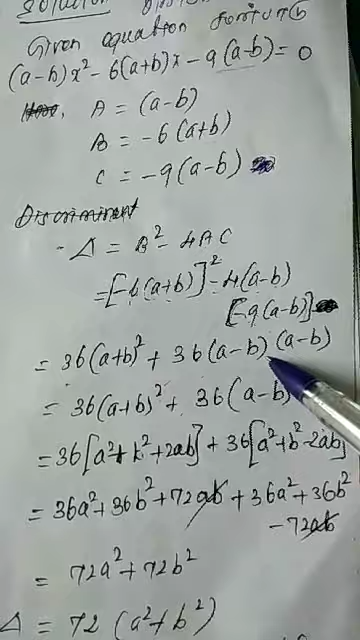 Given equation
(a-b)x² - 6(a+b)x - 9(a-b) = 0
A = (a-b)
B = -6(a+b)
C = -9(a-b)
Discriminent
Δ = B² - 4AC
= [-6(a+b)]² - 4(a-b)
[-9(a-b)]
= 36(a+b)² + 36(a-b)(a-b)
= 36(a+b)² + 36(a-b)
= 36[a²+b²+2ab] + 36[a²+b²-2ab]
= 36a²+36b²+72ab+36a²+36b²
-72ab
= 72a²+72b²
Δ = 72(a²+b²)